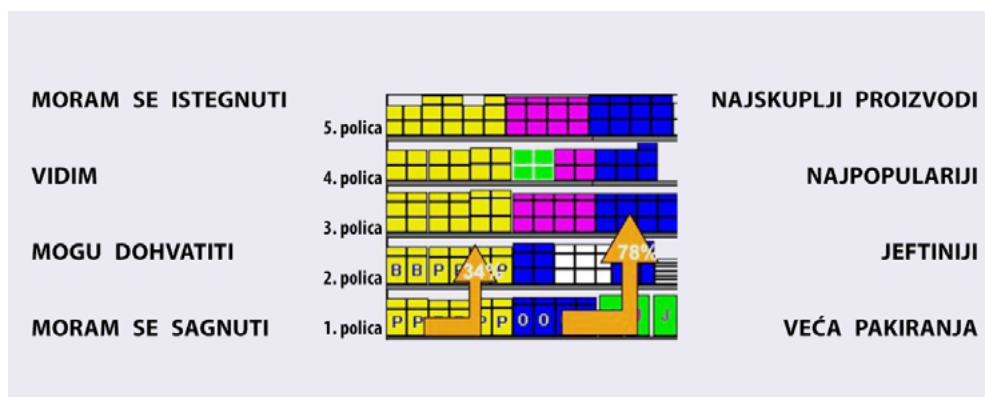 MORAM SE ISTEGNUTI
VIDIM
MOGU DOHVATITI
MORAM SE SAGNUTI
5. polica
4. polica
3. polica
2. polica
1. polica
B B P P P
34%
78%
P P P P O O J J
NAJSKUPLJI PROIZVODI
NAJPOPULARIJI
JEFTINIJI
VEĆA PAKIRANJA